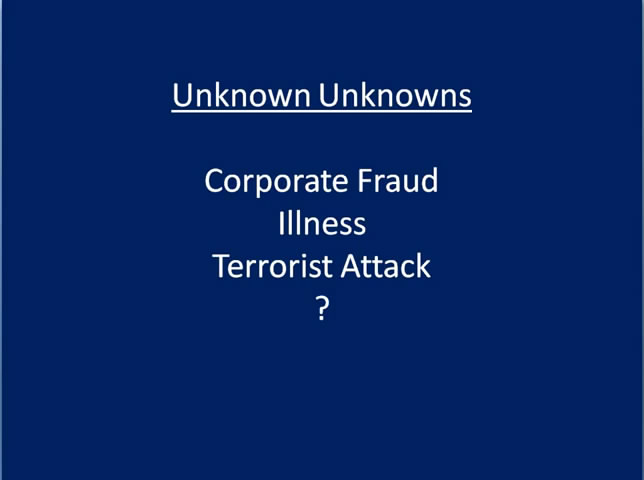 Unknown Unknowns
Corporate Fraud
Illness
Terrorist Attack
?